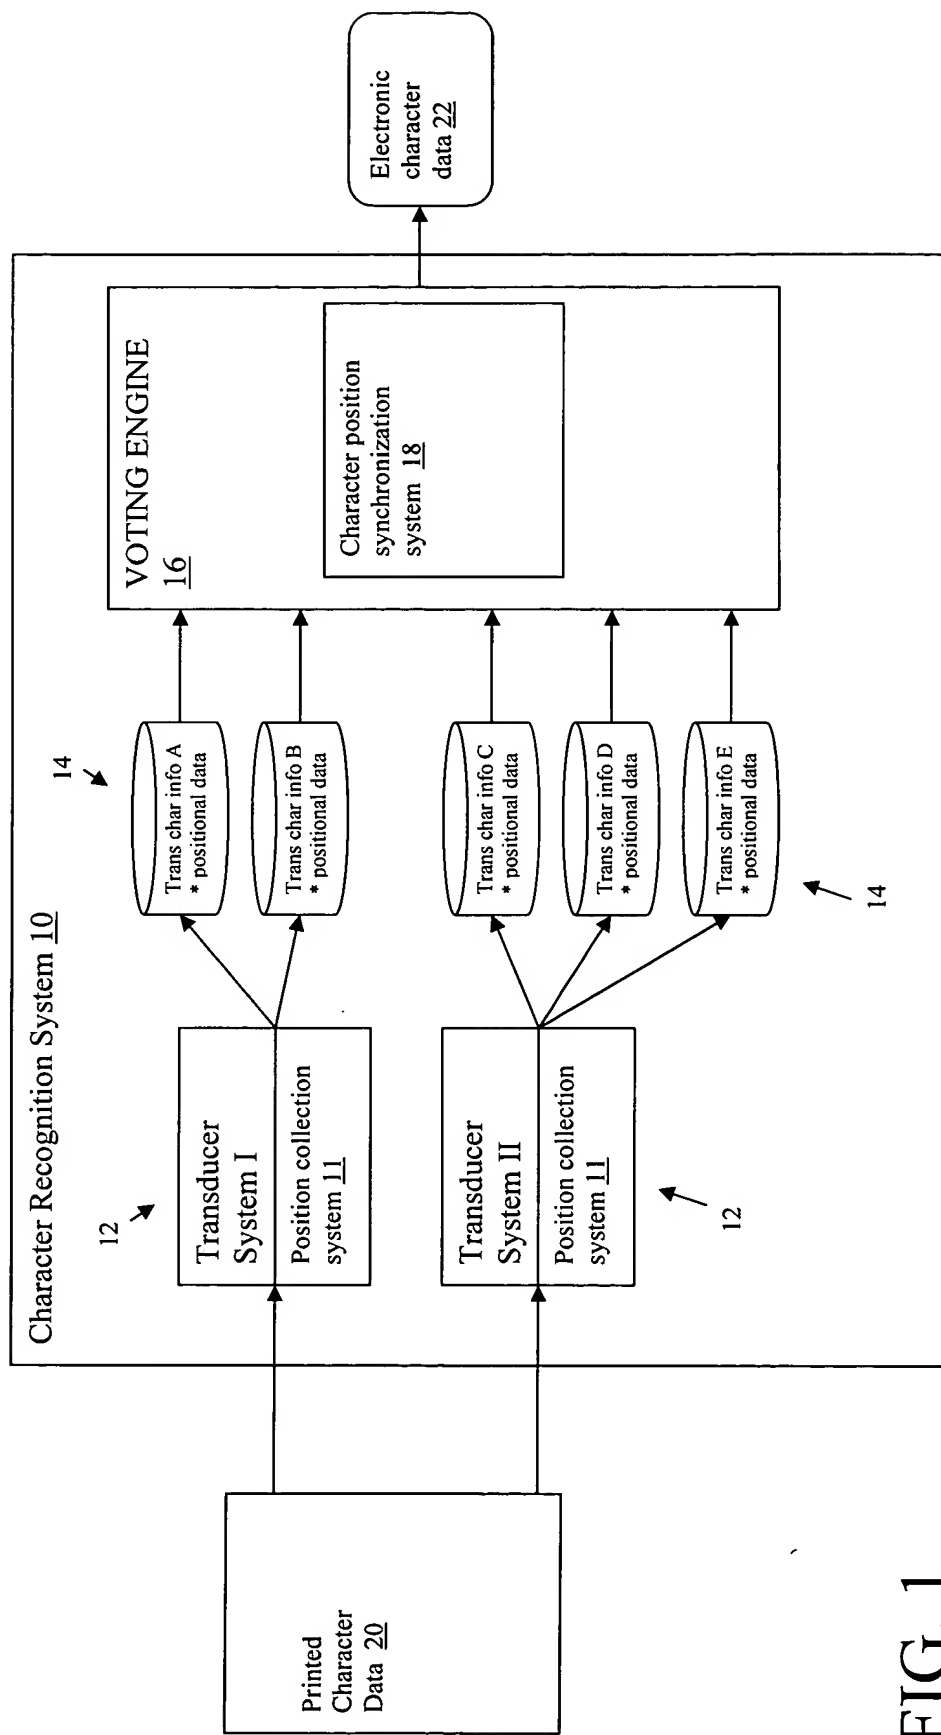 Character Recognition System 10
Printed
Character
Data 20
12
Transducer
System I
Position collection
system 11
Transducer
System II
Position collection
system 11
12
14
Trans char info A
* positional data
Trans char info B
* positional data
Trans char info C
* positional data
Trans char info D
* positional data
Trans char info E
* positional data
14
VOTING ENGINE
16
Character position
synchronization
system 18
Electronic
character
data 22
FIG. 1